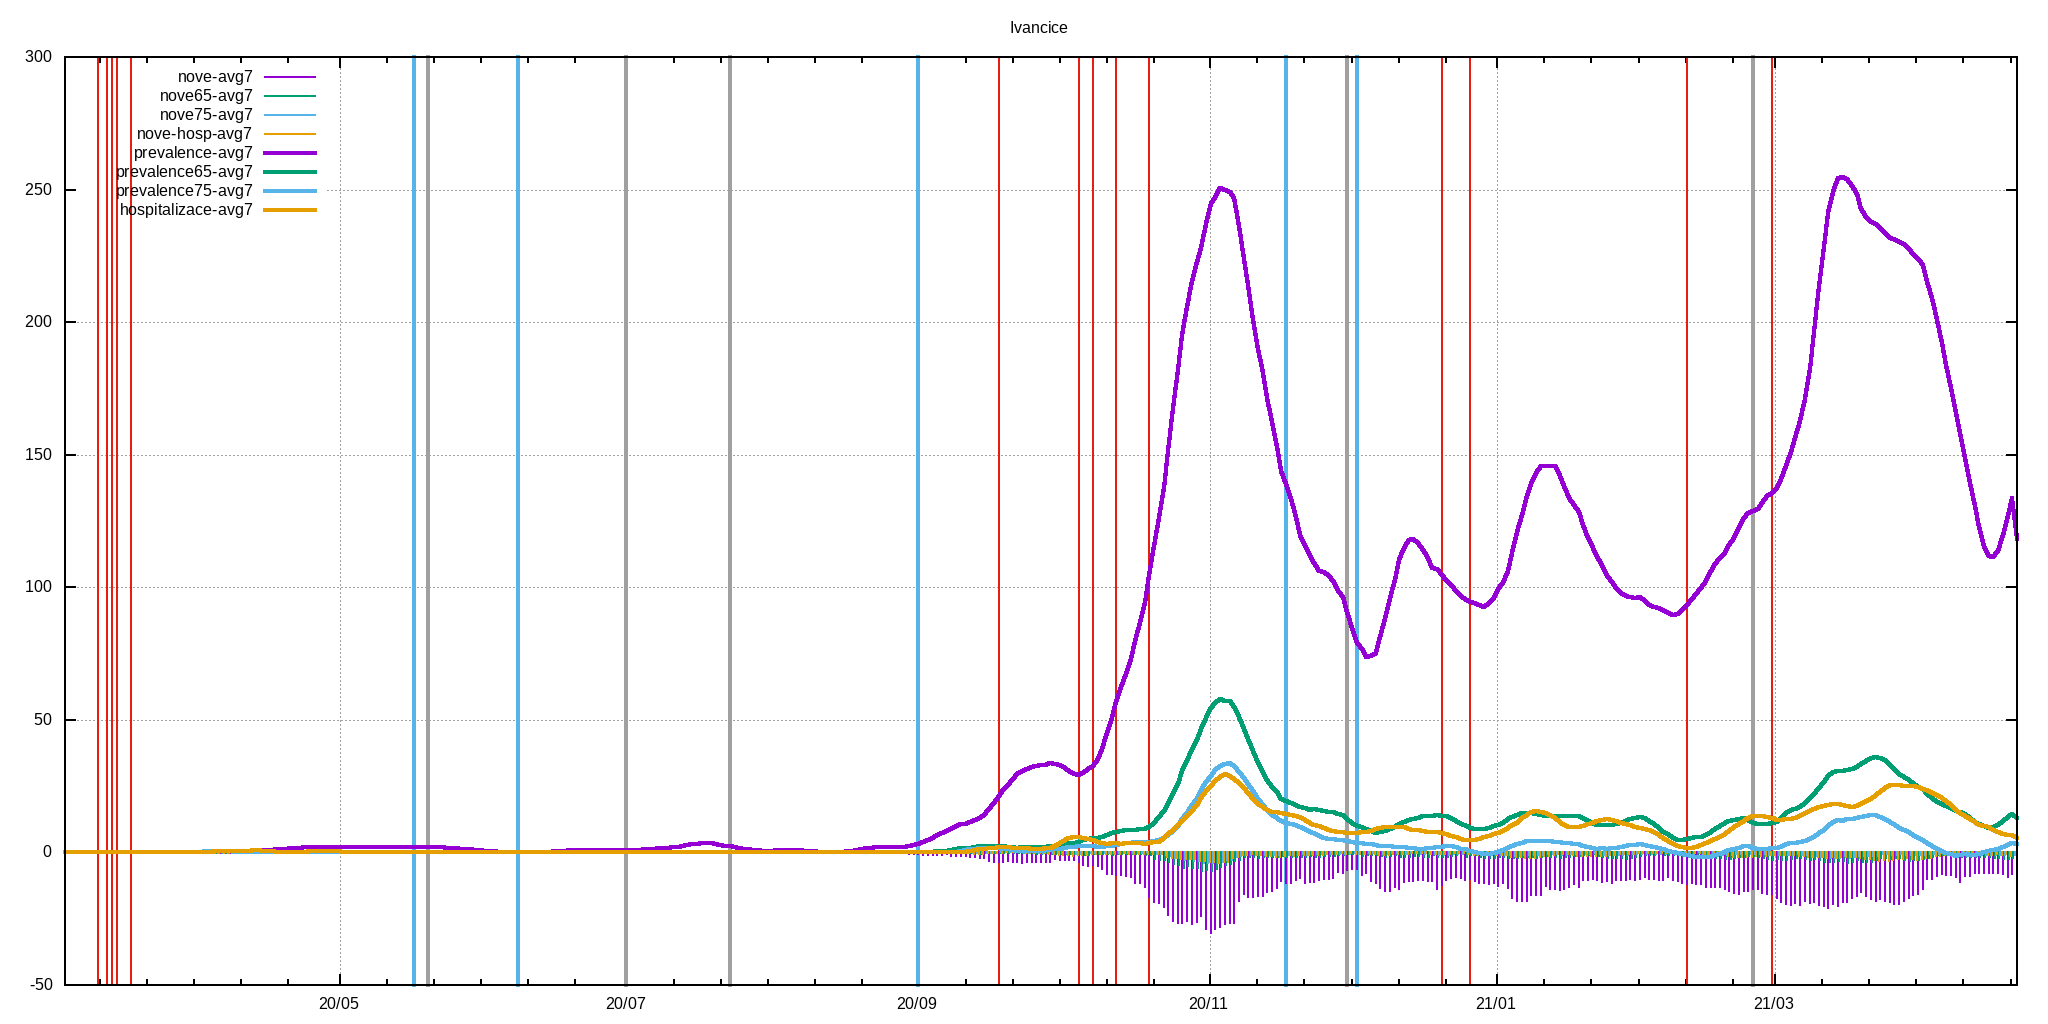 Ivancice
300
nove-avg7
nove65-avg7
nove75-avg7
nove-hosp-avg7
prevalence-avg7
prevalence65-avg7
prevalence75-avg7
hospitalizace-avg7
250
200
150
100
50
0
-50
20/05 20/07 20/09 20/11 21/01 21/03